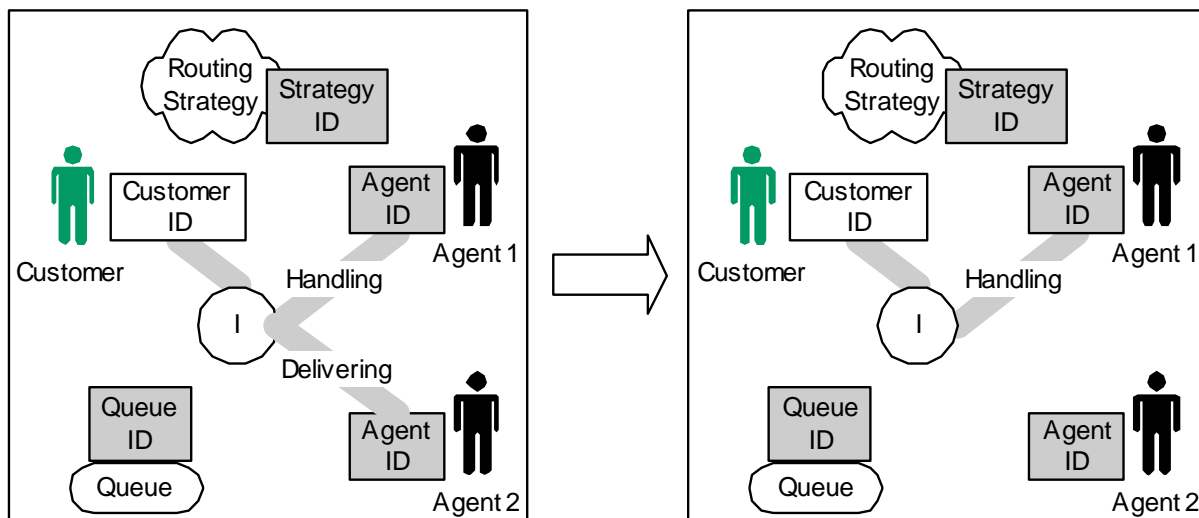 Routing
Strategy
Strategy
ID
Customer
ID
Agent
ID
Customer
Agent 1
Handling
I
Delivering
Queue
ID
Agent
ID
Queue
Agent 2
Routing
Strategy
Strategy
ID
Customer
ID
Agent
ID
Customer
Agent 1
Handling
I
Queue
ID
Agent
ID
Queue
Agent 2